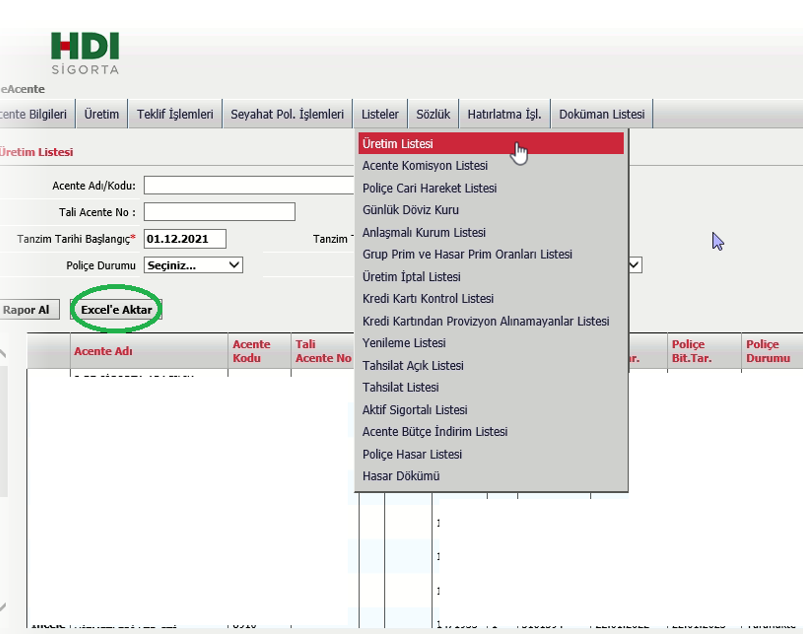 HDI
SİGORTA
eAcente
cente Bilgileri Üretim Teklif İşlemleri Seyahat Pol. İşlemleri Listeler Sözlük Hatırlatma İşl. Doküman Listesi
Üretim Listesi
Üretim Listesi
Acente Komisyon Listesi
Poliçe Cari Hareket Listesi
Günlük Döviz Kuru
Anlaşmalı Kurum Listesi
Grup Prim ve Hasar Prim Oranları Listesi
Üretim İptal Listesi
Kredi Kartı Kontrol Listesi
Kredi Kartından Provizyon Alınamayanlar Listesi
Yenileme Listesi
Tahsilat Açık Listesi
Tahsilat Listesi
Aktif Sigortalı Listesi
Acente Bütçe İndirim Listesi
Poliçe Hasar Listesi
Hasar Dökümü
Acente Adı/Kodu:
Tali Acente No :
Tanzim Tarihi Başlangıç* 01.12.2021 Tanzim
Poliçe Durumu Seçiniz...
Rapor Al Excel'e Aktar
Acente Adı
Acente
Kodu
Tali
Acente No
Poliçe
Bit.Tar.
Poliçe
Durumu